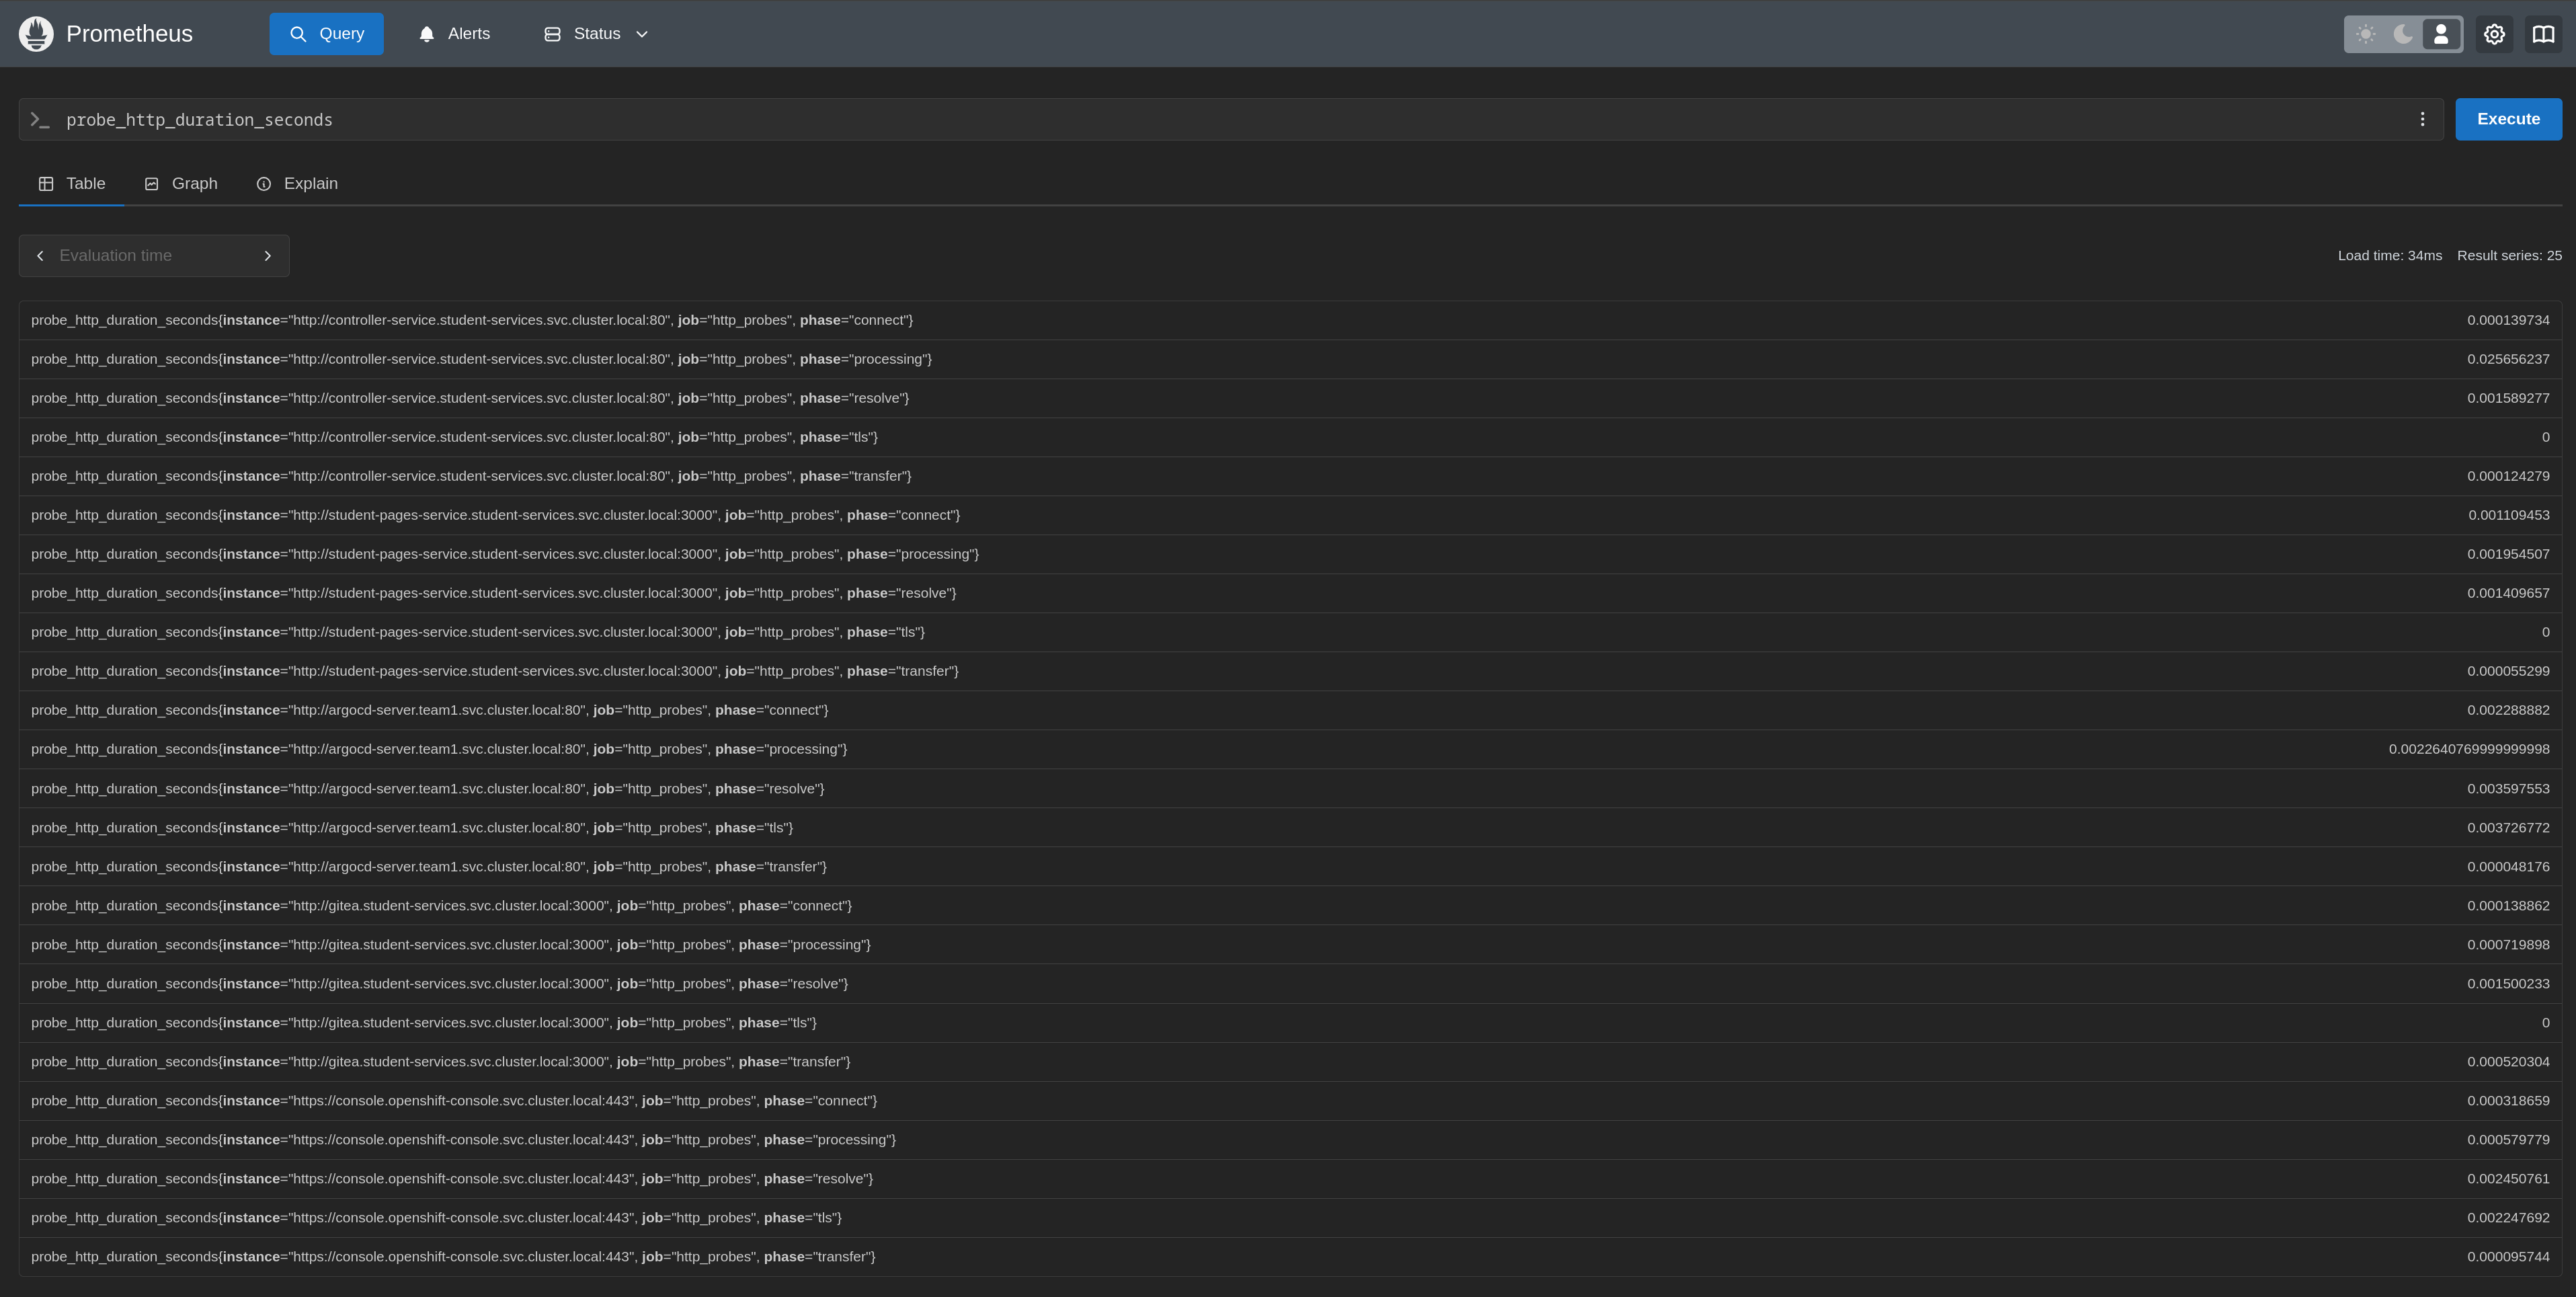 Prometheus Query Alerts Status
probe_http_duration_seconds Execute
Table Graph Explain
Evaluation time Load time: 34ms Result series: 25
probe_http_duration_seconds{instance="http://controller-service.student-services.svc.cluster.local:80", job="http_probes", phase="connect"} 0.000139734
probe_http_duration_seconds{instance="http://controller-service.student-services.svc.cluster.local:80", job="http_probes", phase="processing"} 0.025656237
probe_http_duration_seconds{instance="http://controller-service.student-services.svc.cluster.local:80", job="http_probes", phase="resolve"} 0.001589277
probe_http_duration_seconds{instance="http://controller-service.student-services.svc.cluster.local:80", job="http_probes", phase="tls"} 0
probe_http_duration_seconds{instance="http://controller-service.student-services.svc.cluster.local:80", job="http_probes", phase="transfer"} 0.000124279
probe_http_duration_seconds{instance="http://student-pages-service.student-services.svc.cluster.local:3000", job="http_probes", phase="connect"} 0.001109453
probe_http_duration_seconds{instance="http://student-pages-service.student-services.svc.cluster.local:3000", job="http_probes", phase="processing"} 0.001954507
probe_http_duration_seconds{instance="http://student-pages-service.student-services.svc.cluster.local:3000", job="http_probes", phase="resolve"} 0.001409657
probe_http_duration_seconds{instance="http://student-pages-service.student-services.svc.cluster.local:3000", job="http_probes", phase="tls"} 0
probe_http_duration_seconds{instance="http://student-pages-service.student-services.svc.cluster.local:3000", job="http_probes", phase="transfer"} 0.000055299
probe_http_duration_seconds{instance="http://argocd-server.team1.svc.cluster.local:80", job="http_probes", phase="connect"} 0.002288882
probe_http_duration_seconds{instance="http://argocd-server.team1.svc.cluster.local:80", job="http_probes", phase="processing"} 0.0022640769999999998
probe_http_duration_seconds{instance="http://argocd-server.team1.svc.cluster.local:80", job="http_probes", phase="resolve"} 0.003597553
probe_http_duration_seconds{instance="http://argocd-server.team1.svc.cluster.local:80", job="http_probes", phase="tls"} 0.003726772
probe_http_duration_seconds{instance="http://argocd-server.team1.svc.cluster.local:80", job="http_probes", phase="transfer"} 0.000048176
probe_http_duration_seconds{instance="http://gitea.student-services.svc.cluster.local:3000", job="http_probes", phase="connect"} 0.000138862
probe_http_duration_seconds{instance="http://gitea.student-services.svc.cluster.local:3000", job="http_probes", phase="processing"} 0.000719898
probe_http_duration_seconds{instance="http://gitea.student-services.svc.cluster.local:3000", job="http_probes", phase="resolve"} 0.001500233
probe_http_duration_seconds{instance="http://gitea.student-services.svc.cluster.local:3000", job="http_probes", phase="tls"} 0
probe_http_duration_seconds{instance="http://gitea.student-services.svc.cluster.local:3000", job="http_probes", phase="transfer"} 0.000520304
probe_http_duration_seconds{instance="https://console.openshift-console.svc.cluster.local:443", job="http_probes", phase="connect"} 0.000318659
probe_http_duration_seconds{instance="https://console.openshift-console.svc.cluster.local:443", job="http_probes", phase="processing"} 0.000579779
probe_http_duration_seconds{instance="https://console.openshift-console.svc.cluster.local:443", job="http_probes", phase="resolve"} 0.002450761
probe_http_duration_seconds{instance="https://console.openshift-console.svc.cluster.local:443", job="http_probes", phase="tls"} 0.002247692
probe_http_duration_seconds{instance="https://console.openshift-console.svc.cluster.local:443", job="http_probes", phase="transfer"} 0.000095744